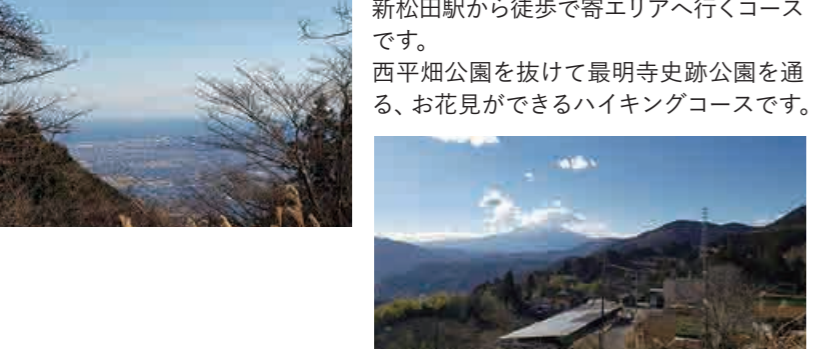 新松田駅から徒歩で寄エリアへ行くコース
です。
西平畑公園を抜けて最明寺史跡公園を通
る、お花見ができるハイキングコースです。